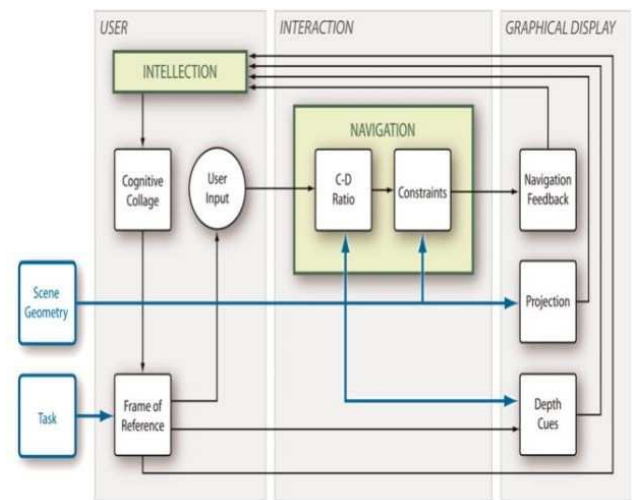 USER
INTERACTION
GRAPHICAL DISPLAY
INTELLECTION
NAVIGATION
Cognitive
Collage
User
Input
C-D
Ratio
Constraints
Navigation
Feedback
Scene
Geometry
Projection
Task
Frame of
Reference
Depth
Cues